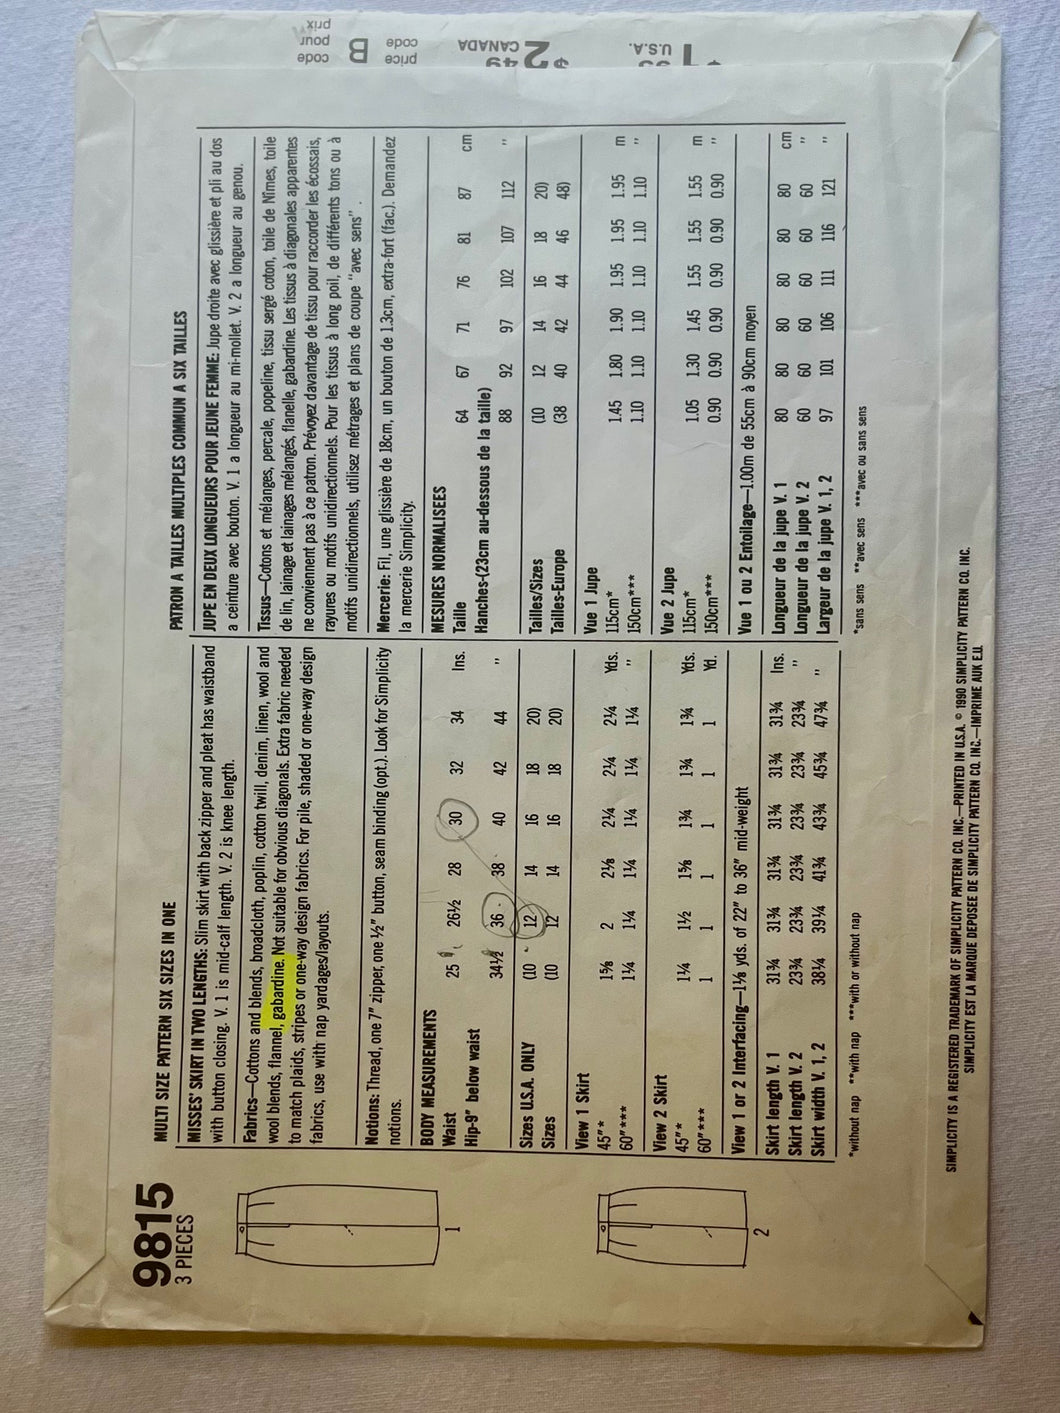 9815
3 PIECES
MULTI SIZE PATTERN SIX SIZES IN ONE
MISSES' SKIRT IN TWO LENGTHS: Slim skirt with back zipper and pleat has waistband
with button closing. V. 1 is mid-calf length. V. 2 is knee length.
Fabrics—Cottons and blends, broadcloth, poplin, cotton twill, denim, linen, wool and
wool blends, flannel, gabardine. Not suitable for obvious diagonals. Extra fabric needed
to match plaids, stripes or one-way design fabrics. For pile, shaded or one-way design
fabrics, use with nap yardages/layouts.
Notions: Thread, one 7" zipper, one ½" button, seam binding (opt.). Look for Simplicity
notions.
BODY MEASUREMENTS
Waist 25 26½ 28 30 32 34 Ins.
Hip-9" below waist 34½ 36 38 40 42 44 "
Sizes U.S.A. ONLY (10 12 14 16 18 20)
Sizes (10 12 14 16 18 20)
View 1 Skirt
45"* 1⅝ 2 2⅛ 2¼ 2¼ 2¼ Yds.
60"*** 1¼ 1¼ 1¼ 1¼ 1¼ 1¼ "
View 2 Skirt
45"* 1¼ 1½ 1⅝ 1¾ 1¾ 1¾ Yds.
60"*** 1 1 1 1 1 1 Yd.
View 1 or 2 Interfacing—1⅛ yds. of 22" to 36" mid-weight
Skirt length V. 1 31¾ 31¾ 31¾ 31¾ 31¾ 31¾ Ins.
Skirt length V. 2 23¾ 23¾ 23¾ 23¾ 23¾ 23¾ "
Skirt width V. 1, 2 38¼ 39¼ 41¾ 43¾ 45¾ 47¾ "
*without nap **with nap ***with or without nap
1
2
PATRON A TAILLES MULTIPLES COMMUN A SIX TAILLES
JUPE EN DEUX LONGUEURS POUR JEUNE FEMME: Jupe droite avec glissière et pli au dos
a ceinture avec bouton. V. 1 a longueur au mi-mollet. V. 2 a longueur au genou.
Tissus—Cotons et mélanges, percale, popeline, tissu sergé coton, toile de Nîmes, toile
de lin, lainage et lainages mélangés, flanelle, gabardine. Les tissus à diagonales apparentes
ne conviennent pas à ce patron. Prévoyez davantage de tissu pour raccorder les écossais,
rayures ou motifs unidirectionnels. Pour les tissus à long poil, de différents tons ou à
motifs unidirectionnels, utilisez métrages et plans de coupe "avec sens".
Mercerie: Fil, une glissière de 18cm, un bouton de 1.3cm, extra-fort (fac.). Demandez
la mercerie Simplicity.
MESURES NORMALISEES
Taille 64 67 71 76 81 87 cm
Hanches-(23cm au-dessous de la taille)
88 92 97 102 107 112 "
Tailles/Sizes (10 12 14 16 18 20)
Tailles-Europe (38 40 42 44 46 48)
Vue 1 Jupe
115cm* 1.45 1.80 1.90 1.95 1.95 1.95 m
150cm*** 1.10 1.10 1.10 1.10 1.10 1.10 "
Vue 2 Jupe
115cm* 1.05 1.30 1.45 1.55 1.55 1.55 m
150cm*** 0.90 0.90 0.90 0.90 0.90 0.90 "
Vue 1 ou 2 Entoilage—1.00m de 55cm à 90cm moyen
Longueur de la jupe V. 1 80 80 80 80 80 80 cm
Longueur de la jupe V. 2 60 60 60 60 60 60 "
Largeur de la jupe V. 1, 2 97 101 106 111 116 121 "
*sans sens **avec sens ***avec ou sans sens
SIMPLICITY IS A REGISTERED TRADEMARK OF SIMPLICITY PATTERN CO. INC.—PRINTED IN U.S.A. © 1990 SIMPLICITY PATTERN CO. INC.
SIMPLICITY EST LA MARQUE DEPOSEE DE SIMPLICITY PATTERN CO. INC.—IMPRIME AUX E.U.
U.S.A.
$2 49
CANADA
price
code
B
code
pour
prix